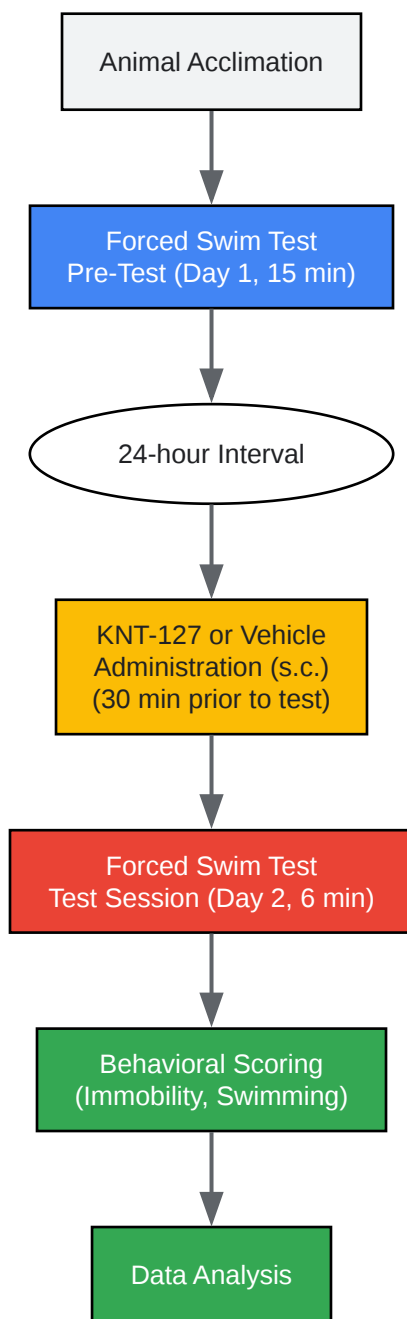 Animal Acclimation
Forced Swim Test
Pre-Test (Day 1, 15 min)
24-hour Interval
KNT-127 or Vehicle
Administration (s.c.)
(30 min prior to test)
Forced Swim Test
Test Session (Day 2, 6 min)
Behavioral Scoring
(Immobility, Swimming)
Data Analysis